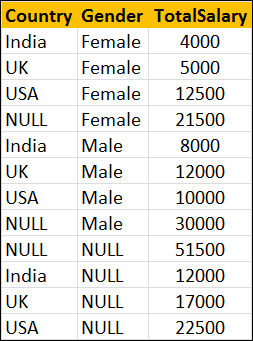 Country Gender TotalSalary
India Female 4000
UK Female 5000
USA Female 12500
NULL Female 21500
India Male 8000
UK Male 12000
USA Male 10000
NULL Male 30000
NULL NULL 51500
India NULL 12000
UK NULL 17000
USA NULL 22500